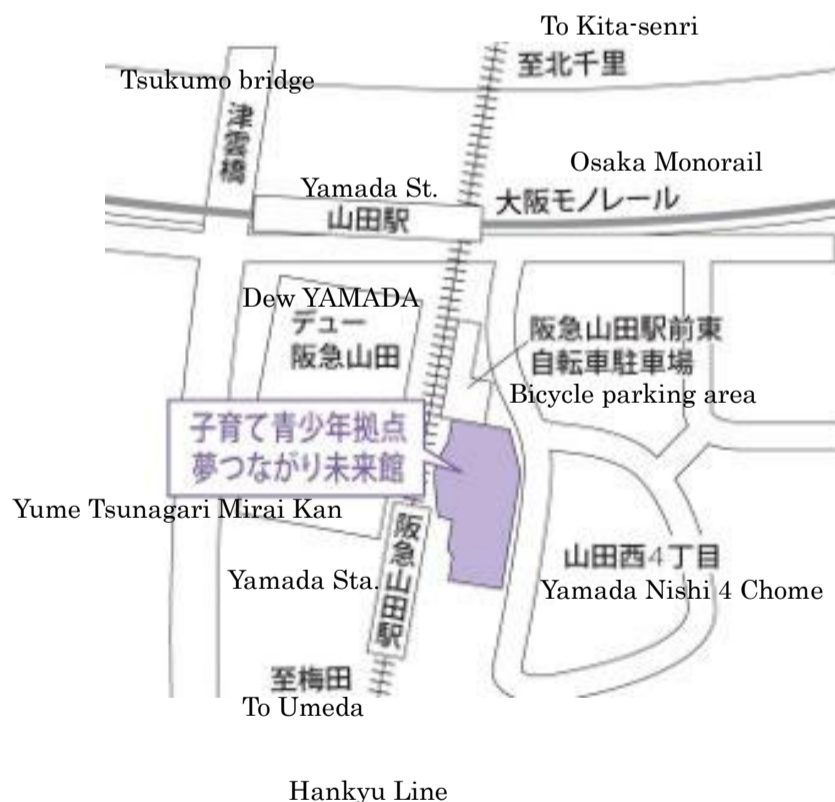 To Kita-senri
至北千里
Tsukumo bridge
津雲橋
Osaka Monorail
大阪モノレール
Yamada St.
山田駅
Dew YAMADA
デュー
阪急山田
阪急山田駅前東
自転車駐車場
Bicycle parking area
子育て青少年拠点
夢つながり未来館
Yume Tsunagari Mirai Kan
阪急山田駅
Yamada Sta.
山田西4丁目
Yamada Nishi 4 Chome
至梅田
To Umeda
Hankyu Line